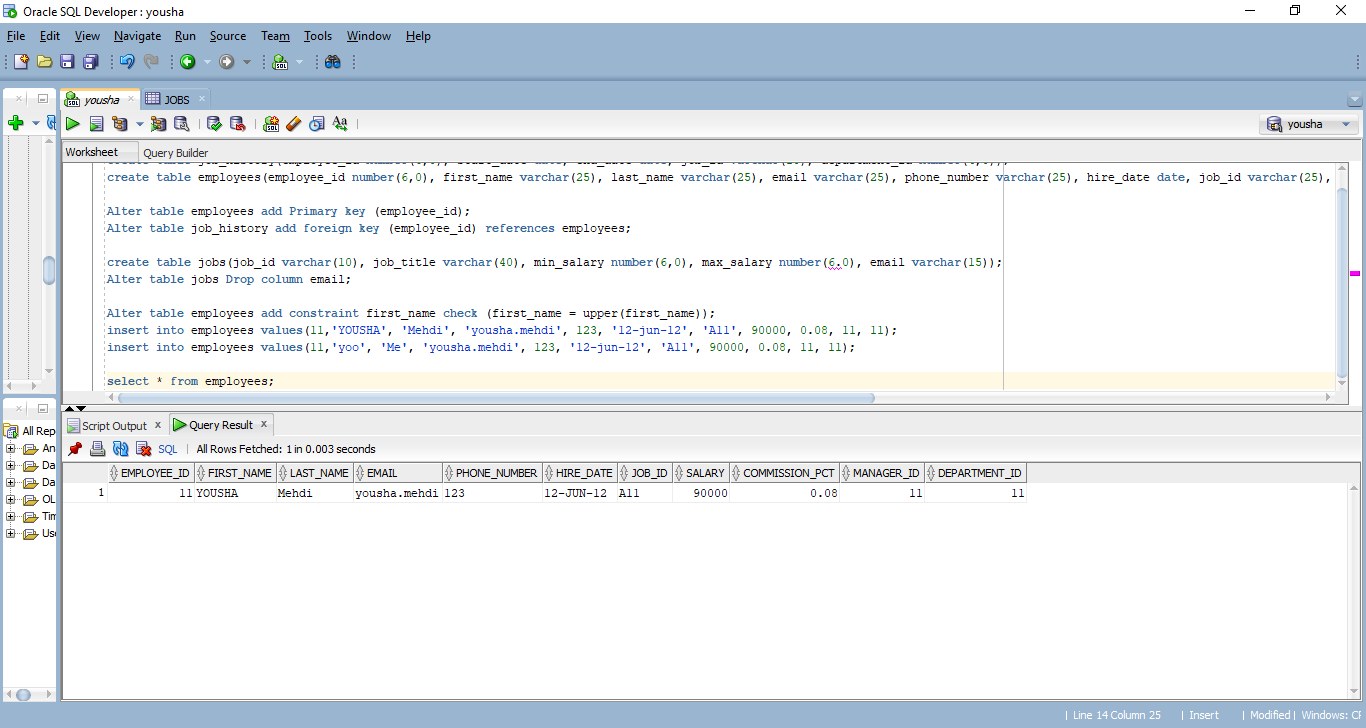 Oracle SQL Developer : yousha
File Edit View Navigate Run Source Team Tools Window Help
yousha JOBS
yousha
Worksheet Query Builder
create table employees(employee_id number(6,0), first_name varchar(25), last_name varchar(25), email varchar(25), phone_number varchar(25), hire_date date, job_id varchar(25),
Alter table employees add Primary key (employee_id);
Alter table job_history add foreign key (employee_id) references employees;
create table jobs(job_id varchar(10), job_title varchar(40), min_salary number(6,0), max_salary number(6.0), email varchar(15));
Alter table jobs Drop column email;
Alter table employees add constraint first_name check (first_name = upper(first_name));
insert into employees values(11,'YOUSHA', 'Mehdi', 'yousha.mehdi', 123, '12-jun-12', 'A11', 90000, 0.08, 11, 11);
insert into employees values(11,'yoo', 'Me', 'yousha.mehdi', 123, '12-jun-12', 'A11', 90000, 0.08, 11, 11);
select * from employees;
Script Output Query Result
SQL All Rows Fetched: 1 in 0.003 seconds
EMPLOYEE_ID FIRST_NAME LAST_NAME EMAIL PHONE_NUMBER HIRE_DATE JOB_ID SALARY COMMISSION_PCT MANAGER_ID DEPARTMENT_ID
1 11 YOUSHA Mehdi yousha.mehdi 123 12-JUN-12 A11 90000 0.08 11 11
All Rep
An
Da
Da
OL
Tim
Use
Line 14 Column 25 Insert Modified Windows: CF